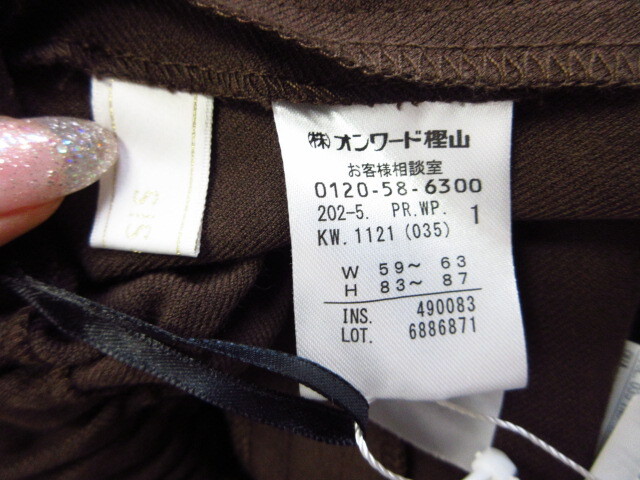 ㈱オンワード樫山
お客様相談室
0120-58-6300
202-5. PR.WP. 1
KW.1121(035)
W 59～ 63
H 83～ 87
INS. 490083
LOT. 6886871
SiS